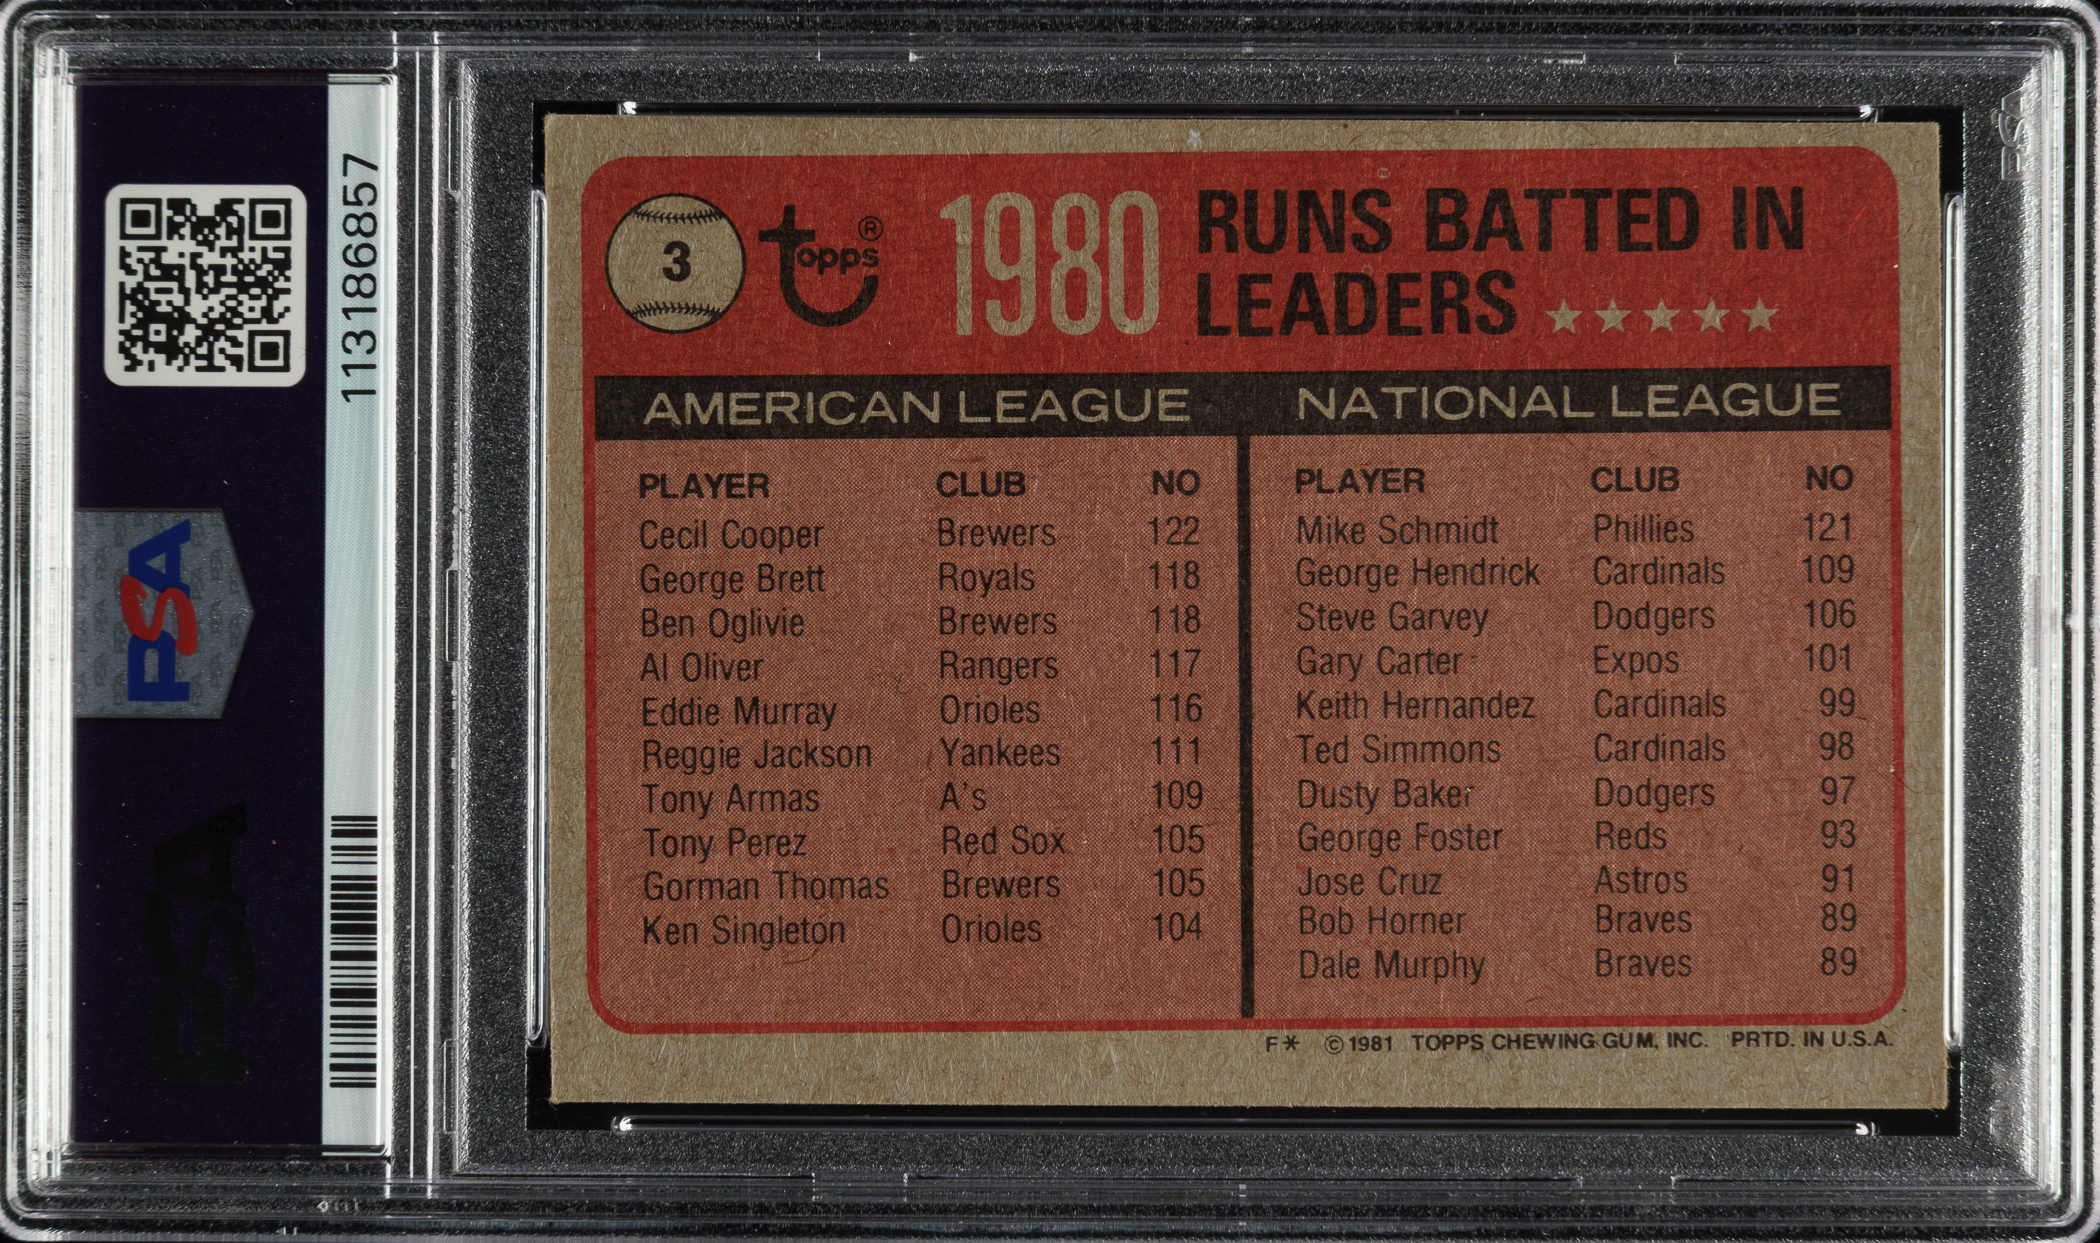 113186857
PSA
PSA
PSA
3
topps®
1980
RUNS BATTED IN
LEADERS ★★★★★
AMERICAN LEAGUE
PLAYER CLUB NO
Cecil Cooper Brewers 122
George Brett Royals 118
Ben Oglivie Brewers 118
Al Oliver Rangers 117
Eddie Murray Orioles 116
Reggie Jackson Yankees 111
Tony Armas A's 109
Tony Perez Red Sox 105
Gorman Thomas Brewers 105
Ken Singleton Orioles 104
NATIONAL LEAGUE
PLAYER CLUB NO
Mike Schmidt Phillies 121
George Hendrick Cardinals 109
Steve Garvey Dodgers 106
Gary Carter Expos 101
Keith Hernandez Cardinals 99
Ted Simmons Cardinals 98
Dusty Baker Dodgers 97
George Foster Reds 93
Jose Cruz Astros 91
Bob Horner Braves 89
Dale Murphy Braves 89
F* ©1981 TOPPS CHEWING GUM, INC. PRTD. IN U.S.A.